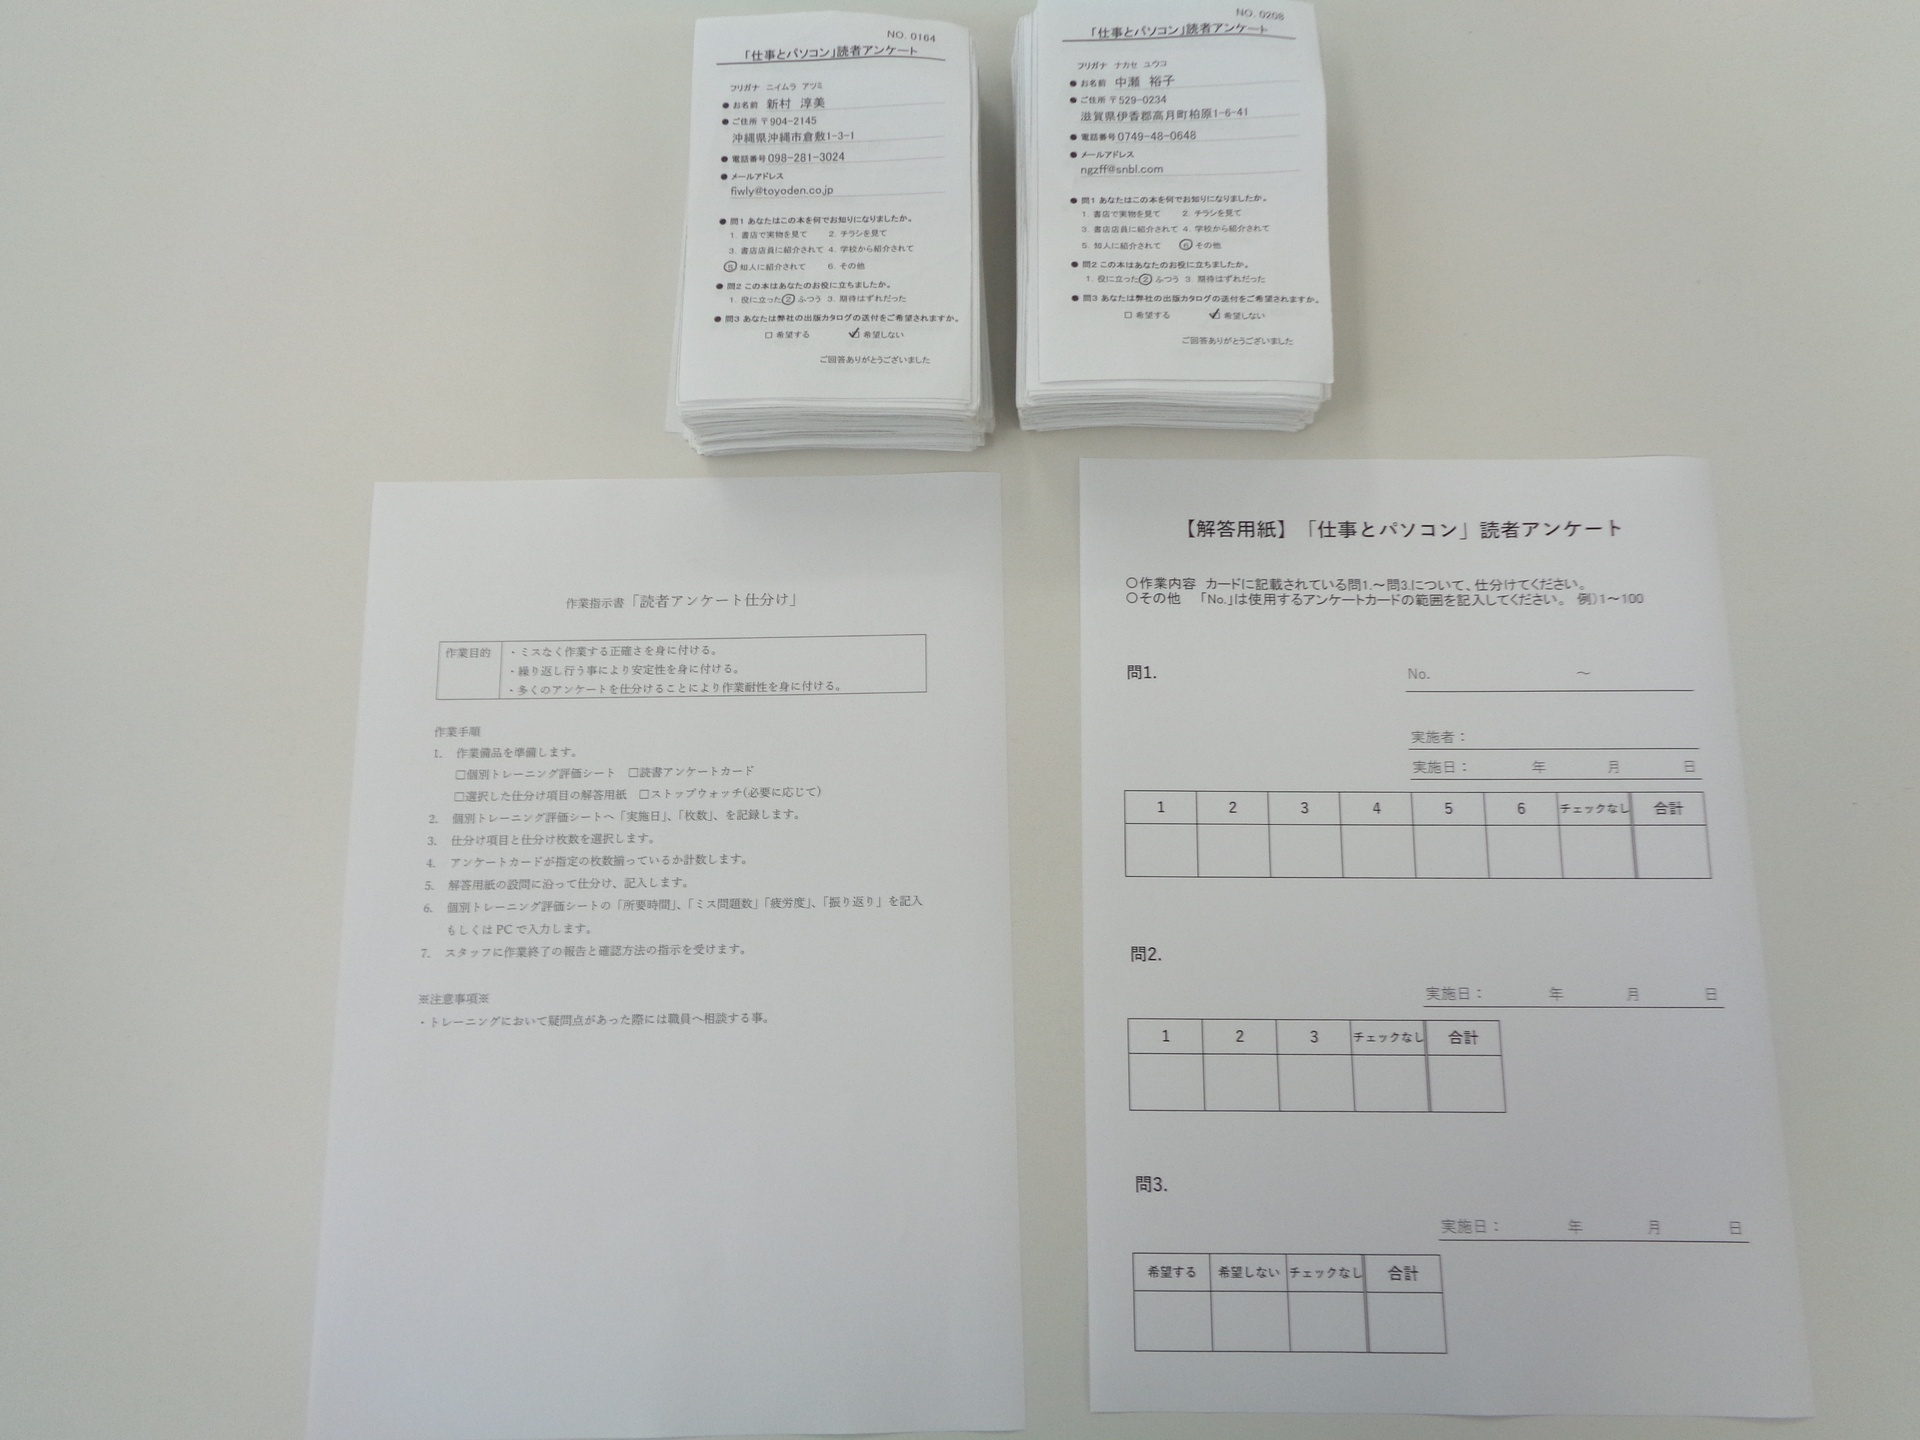 NO. 0164
「仕事とパソコン」読者アンケート
フリガナ ニイムラ アツミ
● お名前 新村 淳美
● ご住所 〒904-2145
沖縄県沖縄市倉敷1-3-1
● 電話番号 098-281-3024
● メールアドレス
fiwly@toyoden.co.jp
● 問1 あなたはこの本を何でお知りになりましたか。
1. 書店で実物を見て 2. チラシを見て
3. 書店店員に紹介されて 4. 学校から紹介されて
5. 知人に紹介されて 6. その他
● 問2 この本はあなたのお役に立ちましたか。
1. 役に立った 2. ふつう 3. 期待はずれだった
● 問3 あなたは弊社の出版カタログの送付をご希望されますか。
□ 希望する ☑ 希望しない
ご回答ありがとうございました
NO. 0208
「仕事とパソコン」読者アンケート
フリガナ ナカセ ユウコ
● お名前 中瀬 裕子
● ご住所 〒529-0234
滋賀県伊香郡高月町柏原1-6-41
● 電話番号 0749-48-0648
● メールアドレス
ngzff@snbl.com
● 問1 あなたはこの本を何でお知りになりましたか。
1. 書店で実物を見て 2. チラシを見て
3. 書店店員に紹介されて 4. 学校から紹介されて
5. 知人に紹介されて 6 その他
● 問2 この本はあなたのお役に立ちましたか。
1. 役に立った 2 ふつう 3. 期待はずれだった
● 問3 あなたは弊社の出版カタログの送付をご希望されますか。
□ 希望する ☑ 希望しない
ご回答ありがとうございました
作業指示書「読者アンケート仕分け」
作業目的 ・ミスなく作業する正確さを身に付ける。
・繰り返し行う事により安定性を身に付ける。
・多くのアンケートを仕分けることにより作業耐性を身に付ける。
作業手順
1. 作業備品を準備します。
□個別トレーニング評価シート □読書アンケートカード
□選択した仕分け項目の解答用紙 □ストップウォッチ(必要に応じて)
2. 個別トレーニング評価シートへ「実施日」、「枚数」、を記録します。
3. 仕分け項目と仕分け枚数を選択します。
4. アンケートカードが指定の枚数揃っているか計数します。
5. 解答用紙の設問に沿って仕分け、記入します。
6. 個別トレーニング評価シートの「所要時間」、「ミス問題数」「疲労度」、「振り返り」を記入
もしくは PC で入力します。
7. スタッフに作業終了の報告と確認方法の指示を受けます。
※注意事項※
・トレーニングにおいて疑問点があった際には職員へ相談する事。
【解答用紙】「仕事とパソコン」読者アンケート
○作業内容 カードに記載されている問1.～問3.について、仕分けてください。
○その他 「No.」は使用するアンケートカードの範囲を記入してください。 例）1～100
問1.
No. ～
実施者：
実施日： 年 月 日
1 2 3 4 5 6 チェックなし 合計
問2.
実施日： 年 月 日
1 2 3 チェックなし 合計
問3.
実施日： 年 月 日
希望する 希望しない チェックなし 合計